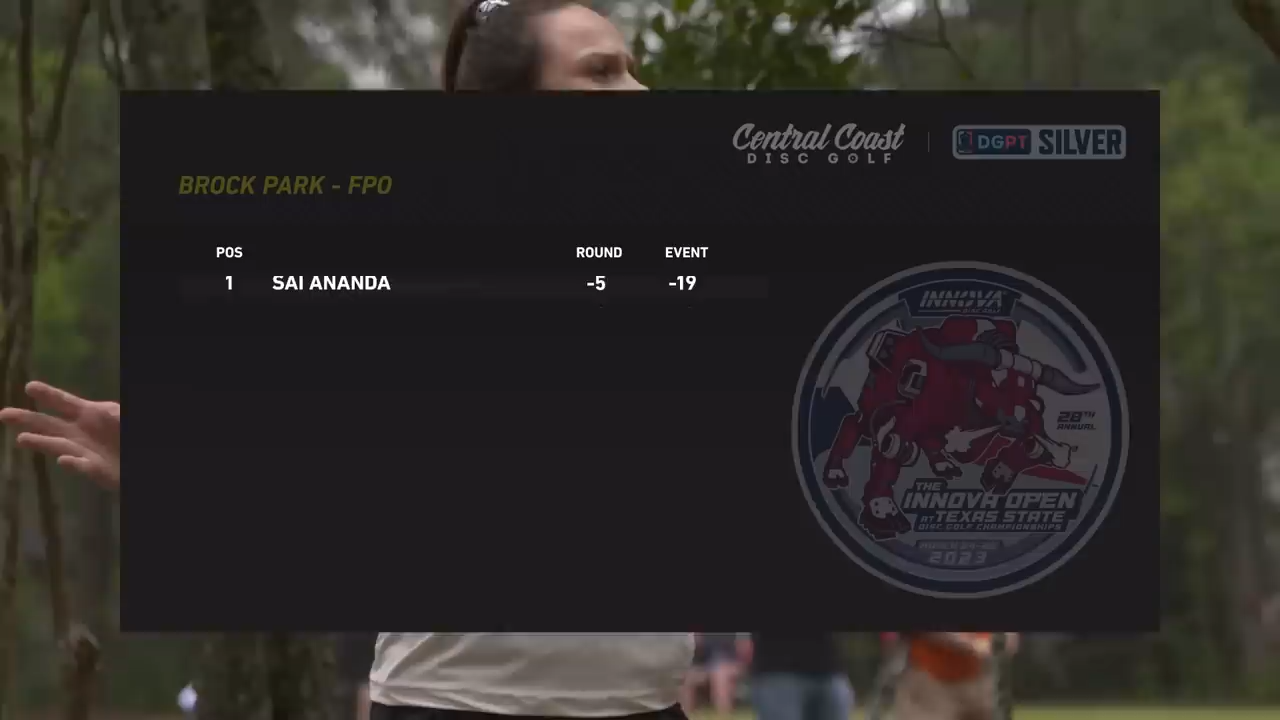 Central Coast
DISC GOLF
DGPT SILVER
BROCK PARK - FPO
POS ROUND EVENT
1 SAI ANANDA -5 -19
INNOVA
28TH
ANNUAL
THE
INNOVA OPEN
AT TEXAS STATE
DISC GOLF CHAMPIONSHIPS
2023